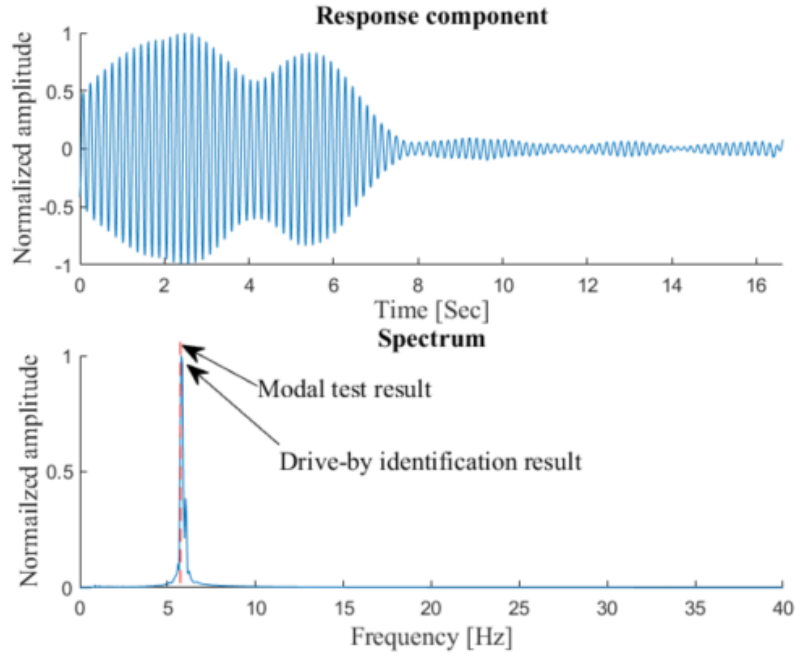 Response component
Normalized amplitude
1
0.5
0
-0.5
-1
0 2 4 6 8 10 12 14 16
Time [Sec]
Spectrum
Normailzed amplitude
1
0.5
0
Modal test result
Drive-by identification result
0 5 10 15 20 25 30 35 40
Frequency [Hz]